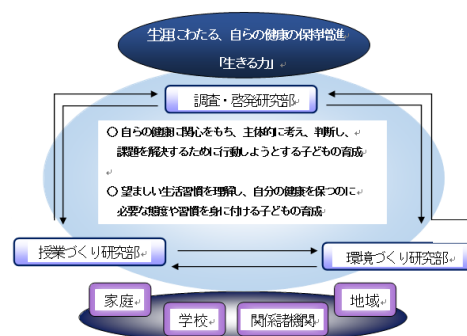 生涯にわたる、自らの健康の保持増進
「生きる力」
調査・啓発研究部
○ 自らの健康に関心をもち、主体的に考え、判断し、
課題を解決するために行動しようとする子どもの育成
○ 望ましい生活習慣を理解し、自分の健康を保つのに
必要な態度や習慣を身に付ける子どもの育成
授業づくり研究部
環境づくり研究部
家庭
学校
関係諸機関
地域